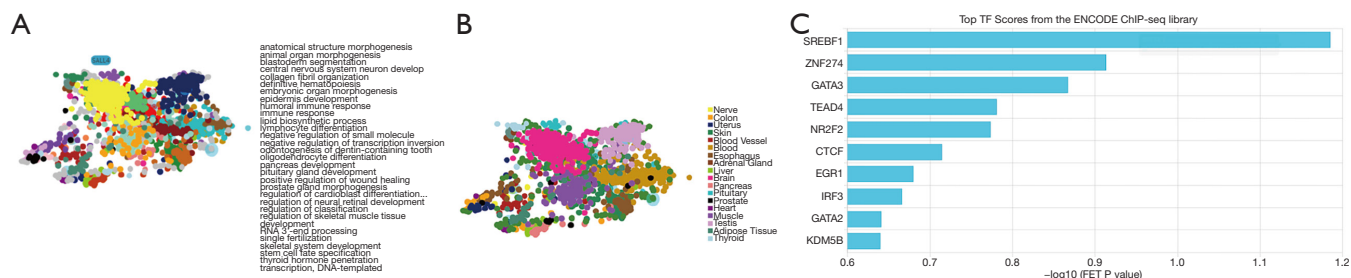 A
SALL4
anatomical structure morphogenesis
animal organ morphogenesis
blastoderm segmentation
central nervous system neuron develop
collagen fibril organization
definitive hematopoiesis
embryonic organ morphogenesis
epidermis development
humoral immune response
immune response
lipid biosynthetic process
lymphocyte differentiation
negative regulation of small molecule
negative regulation of transcription inversion
odontogenesis of dentin-containing tooth
oligodendrocyte differentiation
pancreas development
pituitary gland development
positive regulation of wound healing
prostate gland morphogenesis
regulation of cardioblast differentiation...
regulation of neural retinal development
regulation of classification
regulation of skeletal muscle tissue
development
RNA 3'-end processing
single fertilization
skeletal system development
stem cell fate specification
thyroid hormone penetration
transcription, DNA-templated
B
Nerve
Colon
Uterus
Skin
Blood Vessel
Blood
Esophagus
Adrenal Gland
Liver
Brain
Pancreas
Pituitary
Prostate
Heart
Muscle
Testis
Adipose Tissue
Thyroid
C
Top TF Scores from the ENCODE ChIP-seq library
SREBF1
ZNF274
GATA3
TEAD4
NR2F2
CTCF
EGR1
IRF3
GATA2
KDM5B
0.6 0.7 0.8 0.9 1.0 1.1 1.2
−log10 (FET P value)